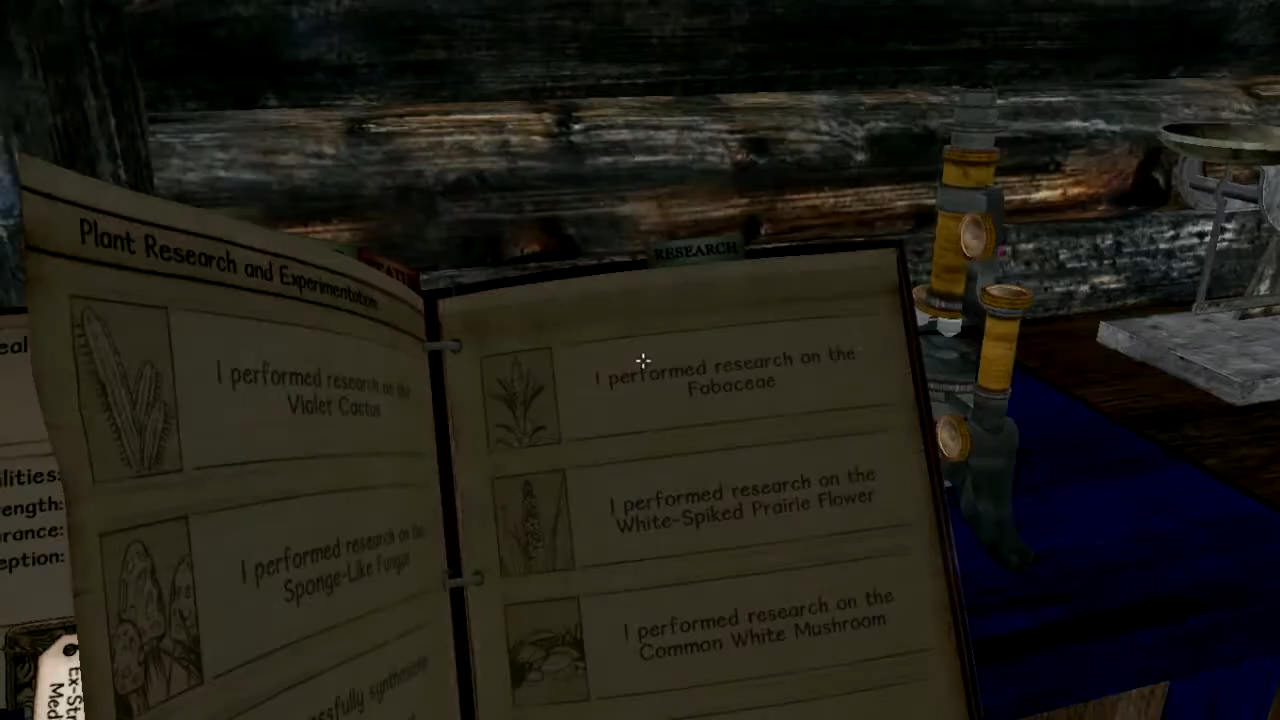 Plant Research and Experimentation
I performed research on the
Violet Cactus
I performed research on the
Sponge-Like Fungus
RESEARCH
I performed research on the
Fabaceae
I performed research on the
White-Spiked Prairie Flower
I performed research on the
Common White Mushroom